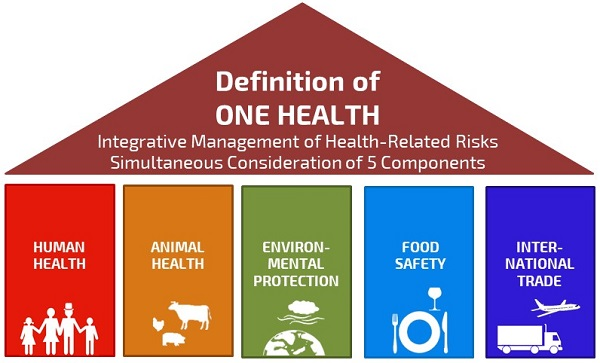 Definition of
ONE HEALTH
Integrative Management of Health-Related Risks
Simultaneous Consideration of 5 Components
HUMAN
HEALTH
ANIMAL
HEALTH
ENVIRON-
MENTAL
PROTECTION
FOOD
SAFETY
INTER-
NATIONAL
TRADE